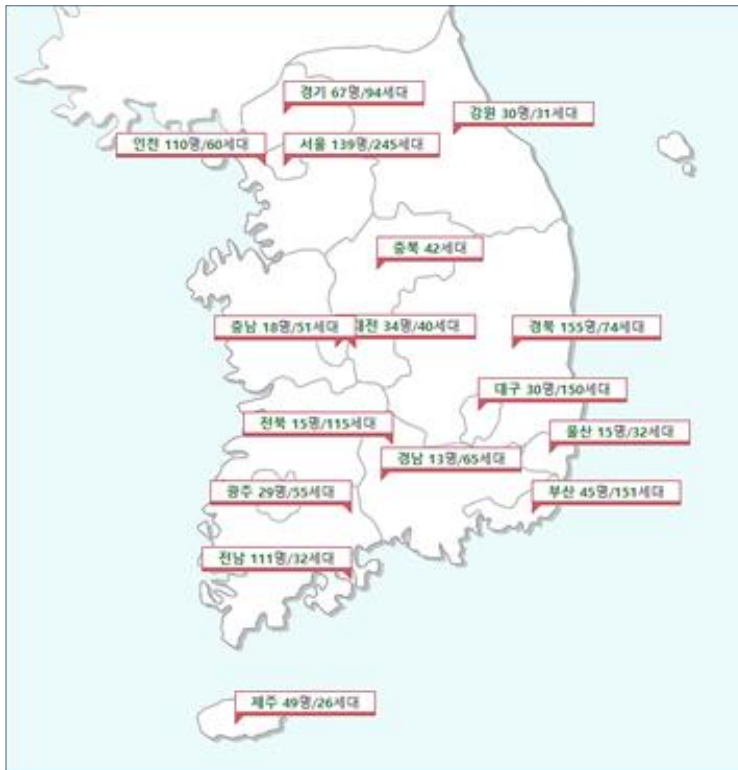 경기 67명/94세대
강원 30명/31세대
인천 110명/60세대
서울 139명/245세대
충북 42세대
충남 18명/51세대
대전 34명/40세대
경북 155명/74세대
대구 30명/150세대
전북 15명/115세대
울산 15명/32세대
경남 13명/65세대
광주 29명/55세대
부산 45명/151세대
전남 111명/32세대
제주 49명/26세대